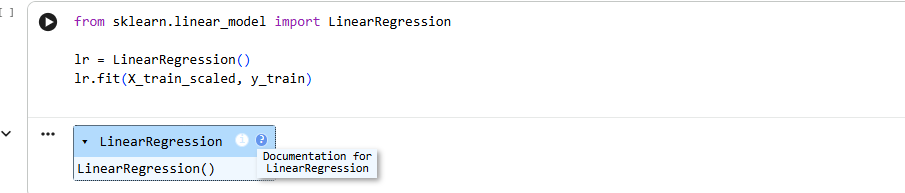 [ ]
from sklearn.linear_model import LinearRegression
lr = LinearRegression()
lr.fit(X_train_scaled, y_train)
▾ LinearRegression i ?
LinearRegression()
Documentation for
LinearRegression